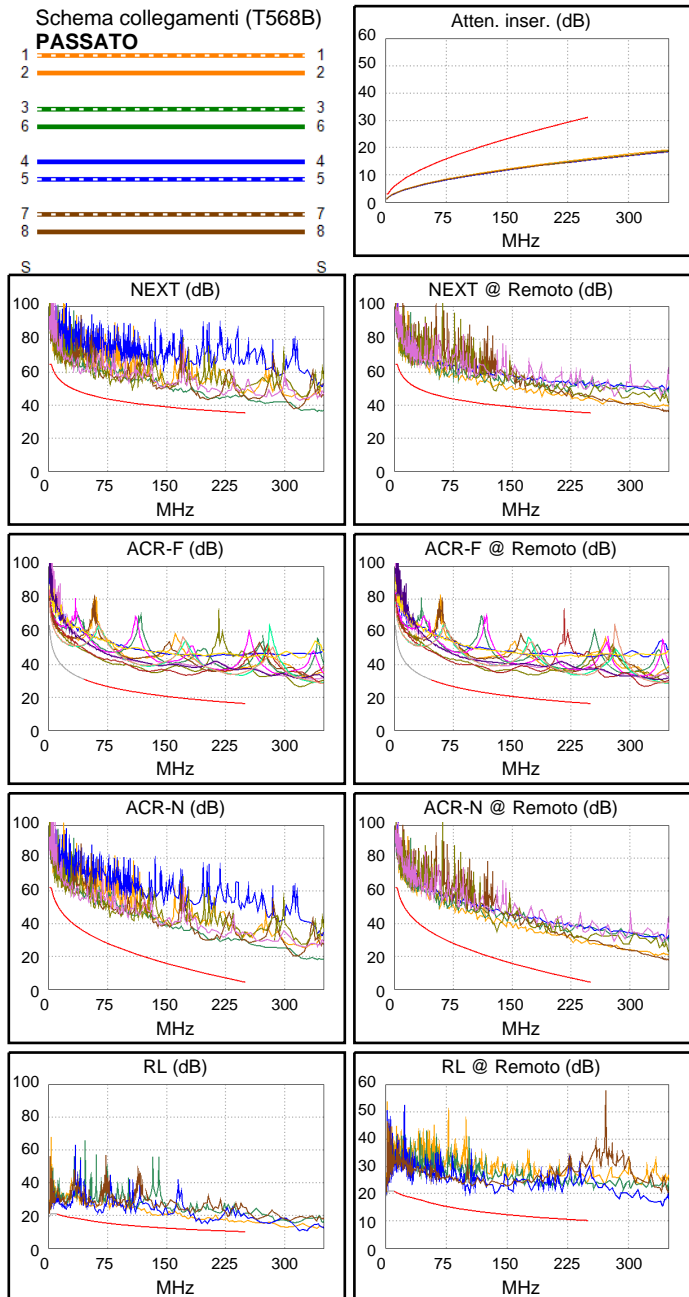 Schema collegamenti (T568B)
PASSATO
1 1
2 2
3 3
6 6
4 4
5 5
7 7
8 8
S S
Atten. inser. (dB)
60
50
40
30
20
10
0
0 75 150 225 300
MHz
NEXT (dB)
100
80
60
40
20
0
0 75 150 225 300
MHz
NEXT @ Remoto (dB)
100
80
60
40
20
0
0 75 150 225 300
MHz
ACR-F (dB)
100
80
60
40
20
0
0 75 150 225 300
MHz
ACR-F @ Remoto (dB)
100
80
60
40
20
0
0 75 150 225 300
MHz
ACR-N (dB)
100
80
60
40
20
0
0 75 150 225 300
MHz
ACR-N @ Remoto (dB)
100
80
60
40
20
0
0 75 150 225 300
MHz
RL (dB)
100
80
60
40
20
0
0 75 150 225 300
MHz
RL @ Remoto (dB)
60
50
40
30
20
10
0
0 75 150 225 300
MHz